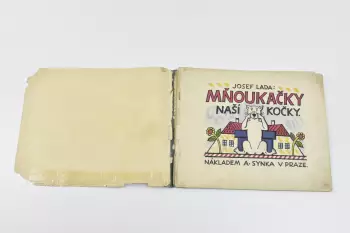 JOSEF LADA:
MŇOUKAČKY
NAŠÍ KOČKY.
NÁKLADEM A. SYNKA V PRAZE.